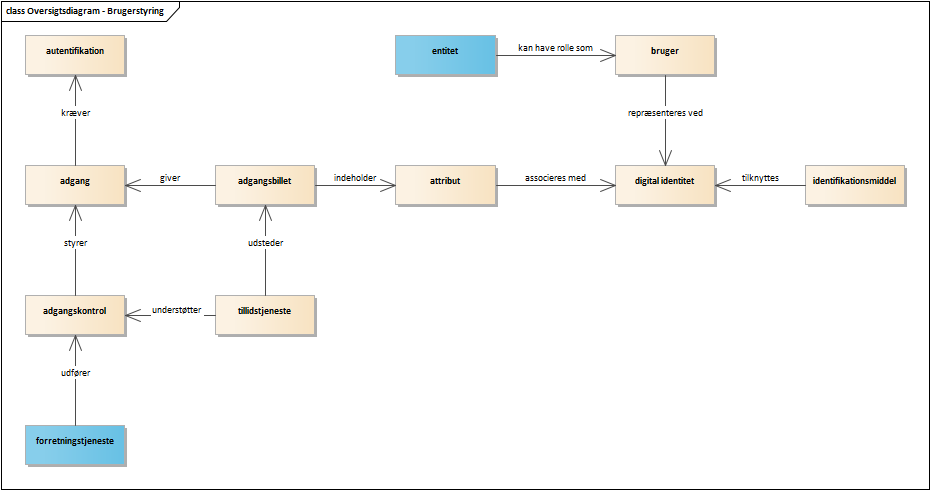 class Oversigtsdiagram - Brugerstyring
autentifikation
entitet
kan have rolle som
bruger
kræver
repræsenteres ved
adgang
giver
adgangsbillet
indeholder
attribut
associeres med
digital identitet
tilknyttes
identifikationsmiddel
styrer
udsteder
adgangskontrol
understøtter
tillidstjeneste
udfører
forretningstjeneste